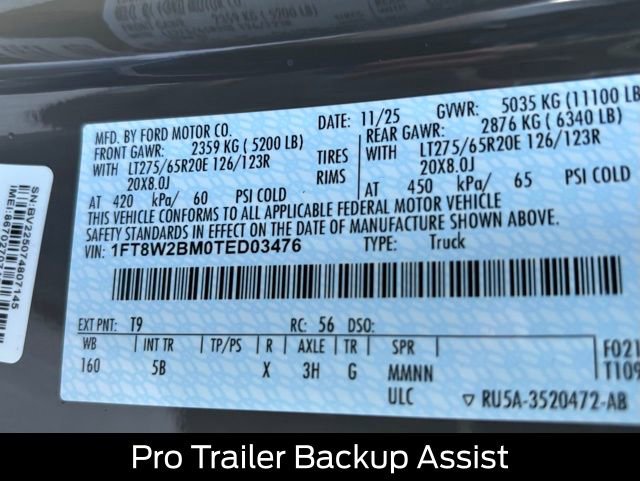 MFD. BY FORD MOTOR CO.
DATE: 11/25 GVWR: 5035 KG (11100 LB
FRONT GAWR: 2359 KG ( 5200 LB) REAR GAWR: 2876 KG ( 6340 LB)
WITH LT275/65R20E 126/123R TIRES WITH LT275/65R20E 126/123R
20X8.0J RIMS 20X8.0J
AT 420 kPa/ 60 PSI COLD AT 450 kPa/ 65 PSI COLD
THIS VEHICLE CONFORMS TO ALL APPLICABLE FEDERAL MOTOR VEHICLE
SAFETY STANDARDS IN EFFECT ON THE DATE OF MANUFACTURE SHOWN ABOVE.
VIN: 1FT8W2BM0TED03476 TYPE: Truck
EXT PNT: T9 RC: 56 DSO:
WB INT TR TP/PS R AXLE TR SPR F021
160 5B X 3H G MMNN T109
ULC ▽ RU5A-3520472-AB
SN:BV225074807145
Pro Trailer Backup Assist